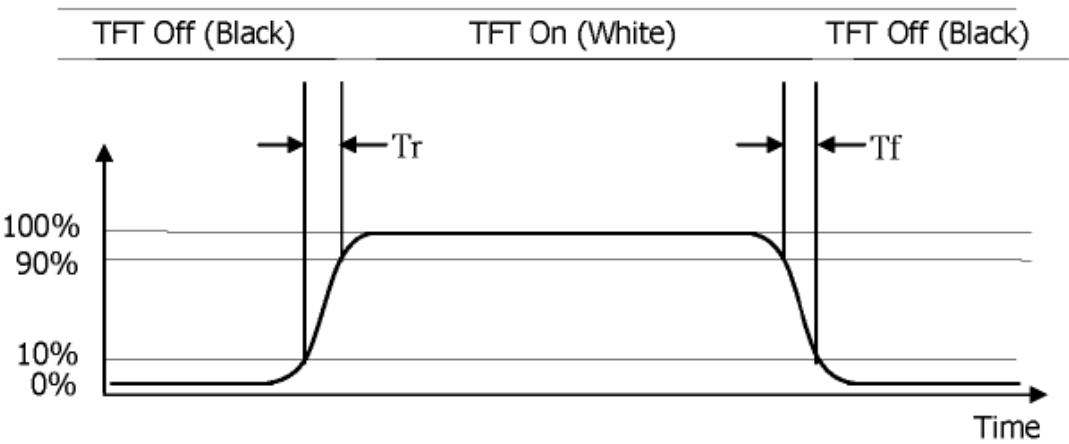 TFT Off (Black) TFT On (White) TFT Off (Black)
Tr Tf
100%
90%
10%
0%
Time